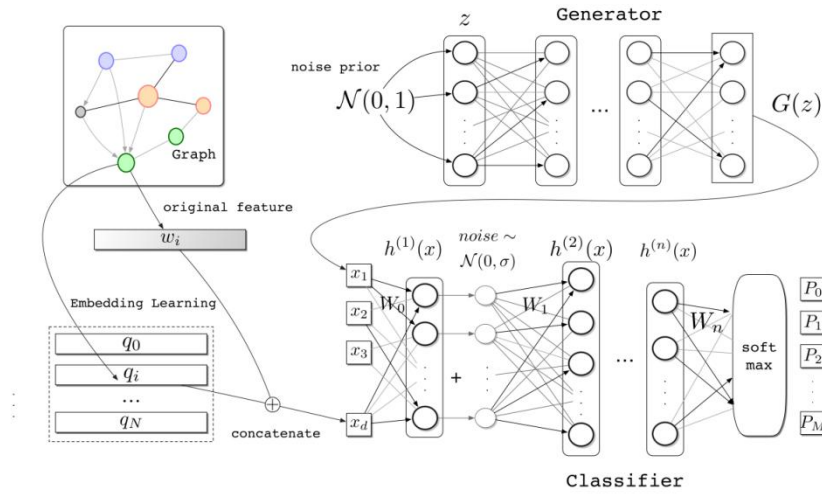 z
Generator
noise prior
𝒩(0,1)
...
G(z)
Graph
original feature
w_i
h^(1)(x)
noise ∼
𝒩(0,σ)
h^(2)(x)
h^(n)(x)
Embedding Learning
q_0
q_i
...
q_N
concatenate
x_1
x_2
x_3
x_d
W_0
+
W_1
...
W_n
soft
max
P_0
P_1
P_2
P_M
Classifier